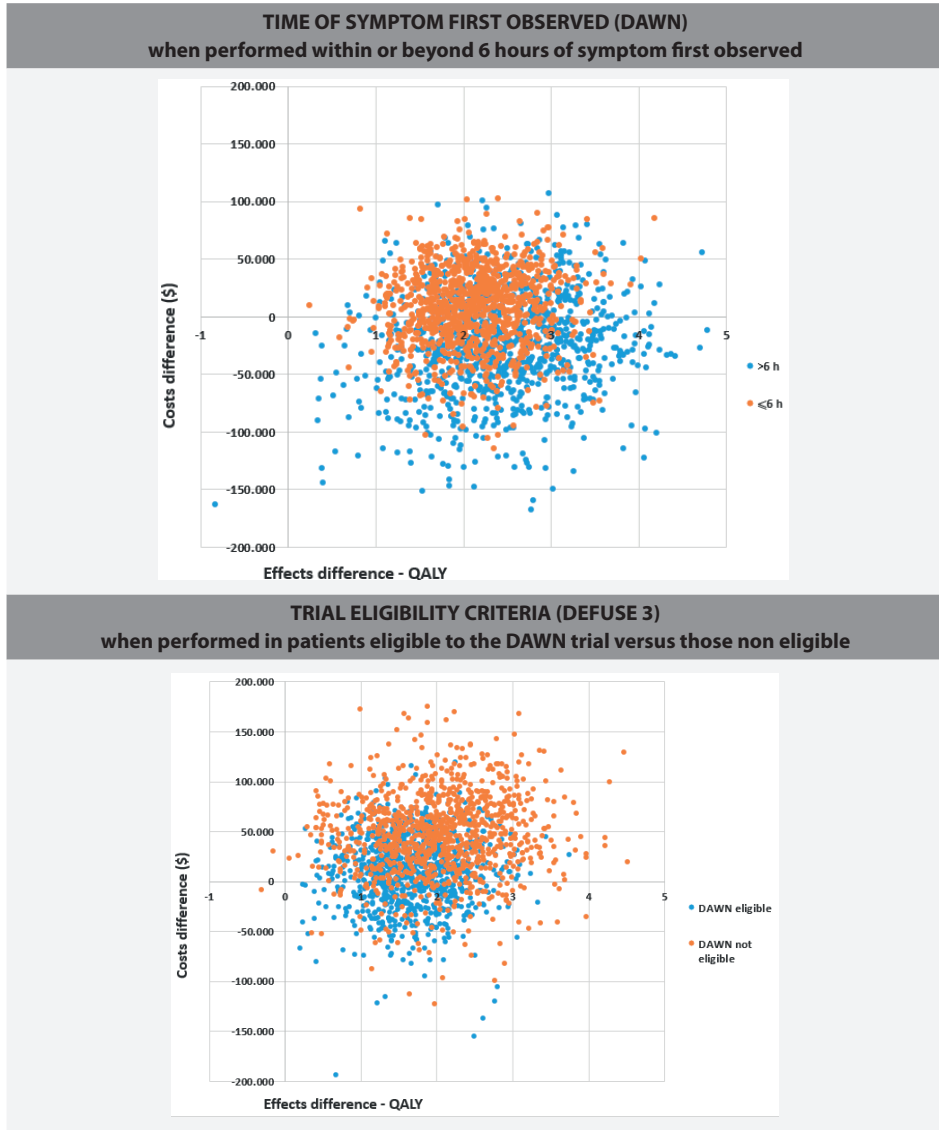 TIME OF SYMPTOM FIRST OBSERVED (DAWN)
when performed within or beyond 6 hours of symptom first observed
200.000
150.000
100.000
50.000
0
-50.000
-100.000
-150.000
-200.000
-1
0
1
2
3
4
5
Costs difference ($)
Effects difference - QALY
>6 h
⩽6 h
TRIAL ELIGIBILITY CRITERIA (DEFUSE 3)
when performed in patients eligible to the DAWN trial versus those non eligible
200.000
150.000
100.000
50.000
0
-50.000
-100.000
-150.000
-200.000
-1
0
1
2
3
4
5
Costs difference ($)
Effects difference - QALY
DAWN eligible
DAWN not
eligible